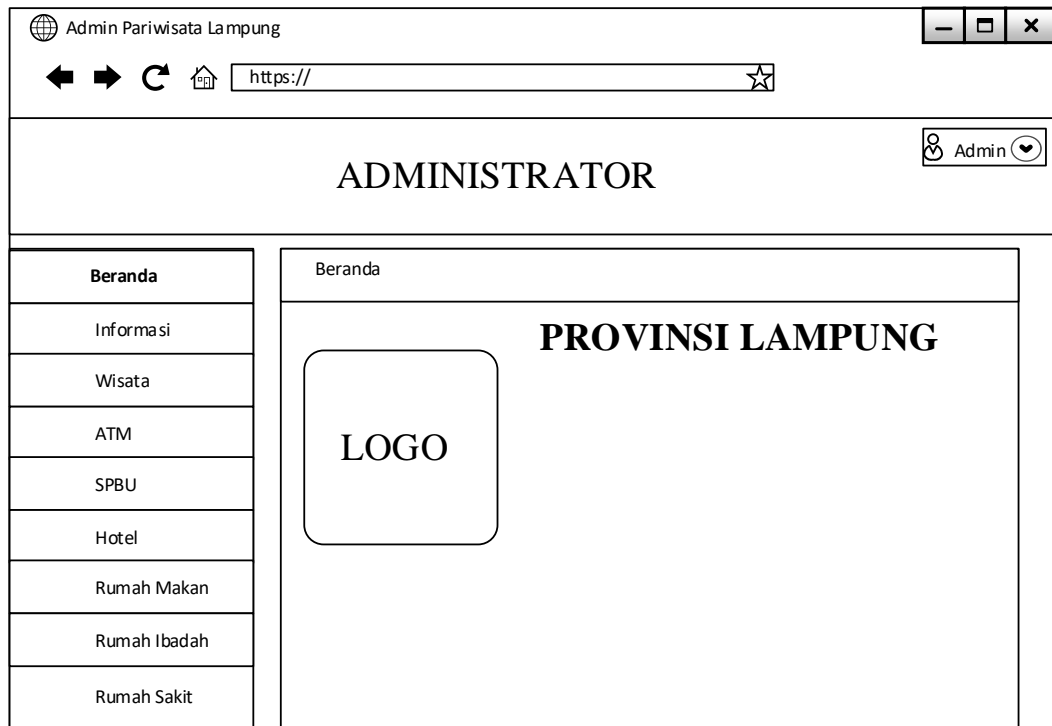 Admin Pariwisata Lampung
https://
Admin
ADMINISTRATOR
Beranda
Informasi
Wisata
ATM
SPBU
Hotel
Rumah Makan
Rumah Ibadah
Rumah Sakit
Beranda
PROVINSI LAMPUNG
LOGO